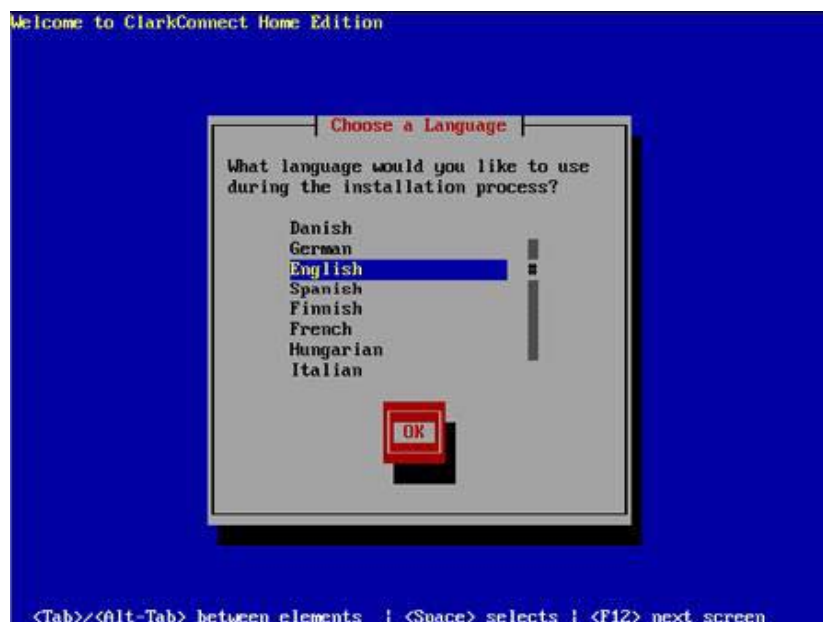 Welcome to ClarkConnect Home Edition
Choose a Language
What language would you like to use
during the installation process?
Danish
German
English
#
Spanish
Finnish
French
Hungarian
Italian
OK
<Tab>/<Alt-Tab> between elements | <Space> selects | <F12> next screen